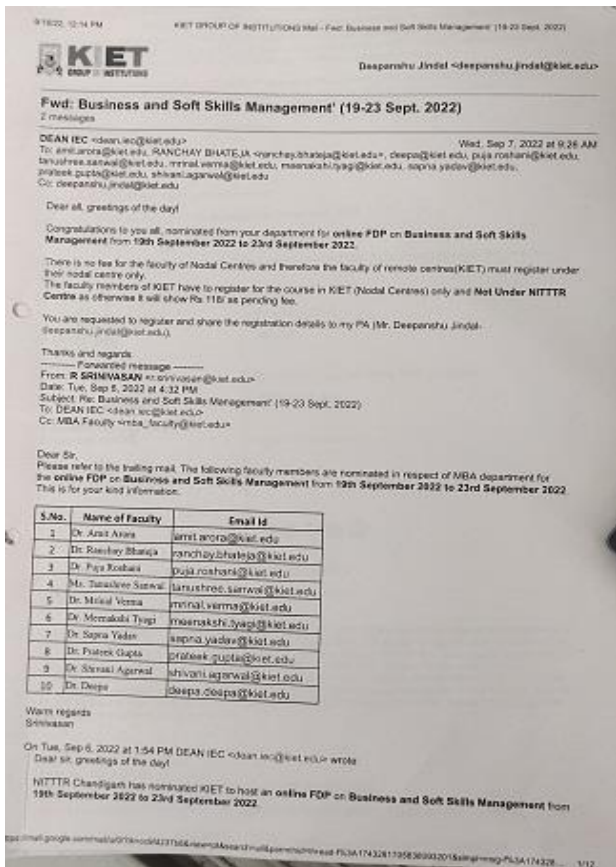 9/16/22, 12:14 PM
KIET GROUP OF INSTITUTIONS Mail - Fwd: Business and Soft Skills Management' (19-23 Sept. 2022)
KIET
GROUP OF INSTITUTIONS
Deepanshu Jindal <deepanshu.jindal@kiet.edu>
Fwd: Business and Soft Skills Management' (19-23 Sept. 2022)
2 messages
DEAN IEC <dean.iec@kiet.edu>
Wed, Sep 7, 2022 at 9:26 AM
To: amit.arora@kiet.edu, RANCHAY BHATEJA <ranchay.bhateja@kiet.edu>, deepa@kiet.edu, puja.roshani@kiet.edu,
tanushree.sanwal@kiet.edu, mrinal.verma@kiet.edu, meenakshi.tyagi@kiet.edu, sapna.yadav@kiet.edu,
prateek.gupta@kiet.edu, shivani.agarwal@kiet.edu
Cc: deepanshu.jindal@kiet.edu
Dear all, greetings of the day!
Congratulations to you all, nominated from your department for online FDP on Business and Soft Skills
Management from 19th September 2022 to 23rd September 2022.
There is no fee for the faculty of Nodal Centres and therefore the faculty of remote centres(KIET) must register under
their nodal centre only.
The faculty members of KIET have to register for the course in KIET (Nodal Centres) only and Not Under NITTTR
Centre as otherwise it will show Rs.118/ as pending fee.
You are requested to register and share the registration details to my PA (Mr. Deepanshu Jindal-
deepanshu.jindal@kiet.edu).
Thanks and regards
---------- Forwarded message ---------
From: R SRINIVASAN <r.srinivasan@kiet.edu>
Date: Tue, Sep 6, 2022 at 4:32 PM
Subject: Re: Business and Soft Skills Management' (19-23 Sept. 2022)
To: DEAN IEC <dean.iec@kiet.edu>
Cc: MBA Faculty <mba_faculty@kiet.edu>
Dear Sir,
Please refer to the trailing mail. The following faculty members are nominated in respect of MBA department for
the online FDP on Business and Soft Skills Management from 19th September 2022 to 23rd September 2022
This is for your kind information.
S.No. Name of Faculty Email Id
1 Dr. Amit Arora amit.arora@kiet.edu
2 Dr. Ranchay Bhateja ranchay.bhateja@kiet.edu
3 Dr. Puja Roshani puja.roshani@kiet.edu
4 Ms. Tanushree Sanwal tanushree.sanwal@kiet.edu
5 Dr. Mrinal Verma mrinal.verma@kiet.edu
6 Dr. Meenakshi Tyagi meenakshi.tyagi@kiet.edu
7 Dr. Sapna Yadav sapna.yadav@kiet.edu
8 Dr. Prateek Gupta prateek.gupta@kiet.edu
9 Dr. Shivani Agarwal shivani.agarwal@kiet.edu
10 Dr. Deepa deepa.deepa@kiet.edu
Warm regards
Srinivasan
On Tue, Sep 6, 2022 at 1:54 PM DEAN IEC <dean.iec@kiet.edu> wrote
Dear sir, greetings of the day!
NITTTR Chandigarh has nominated KIET to host an online FDP on Business and Soft Skills Management from
19th September 2022 to 23rd September 2022.
1/12